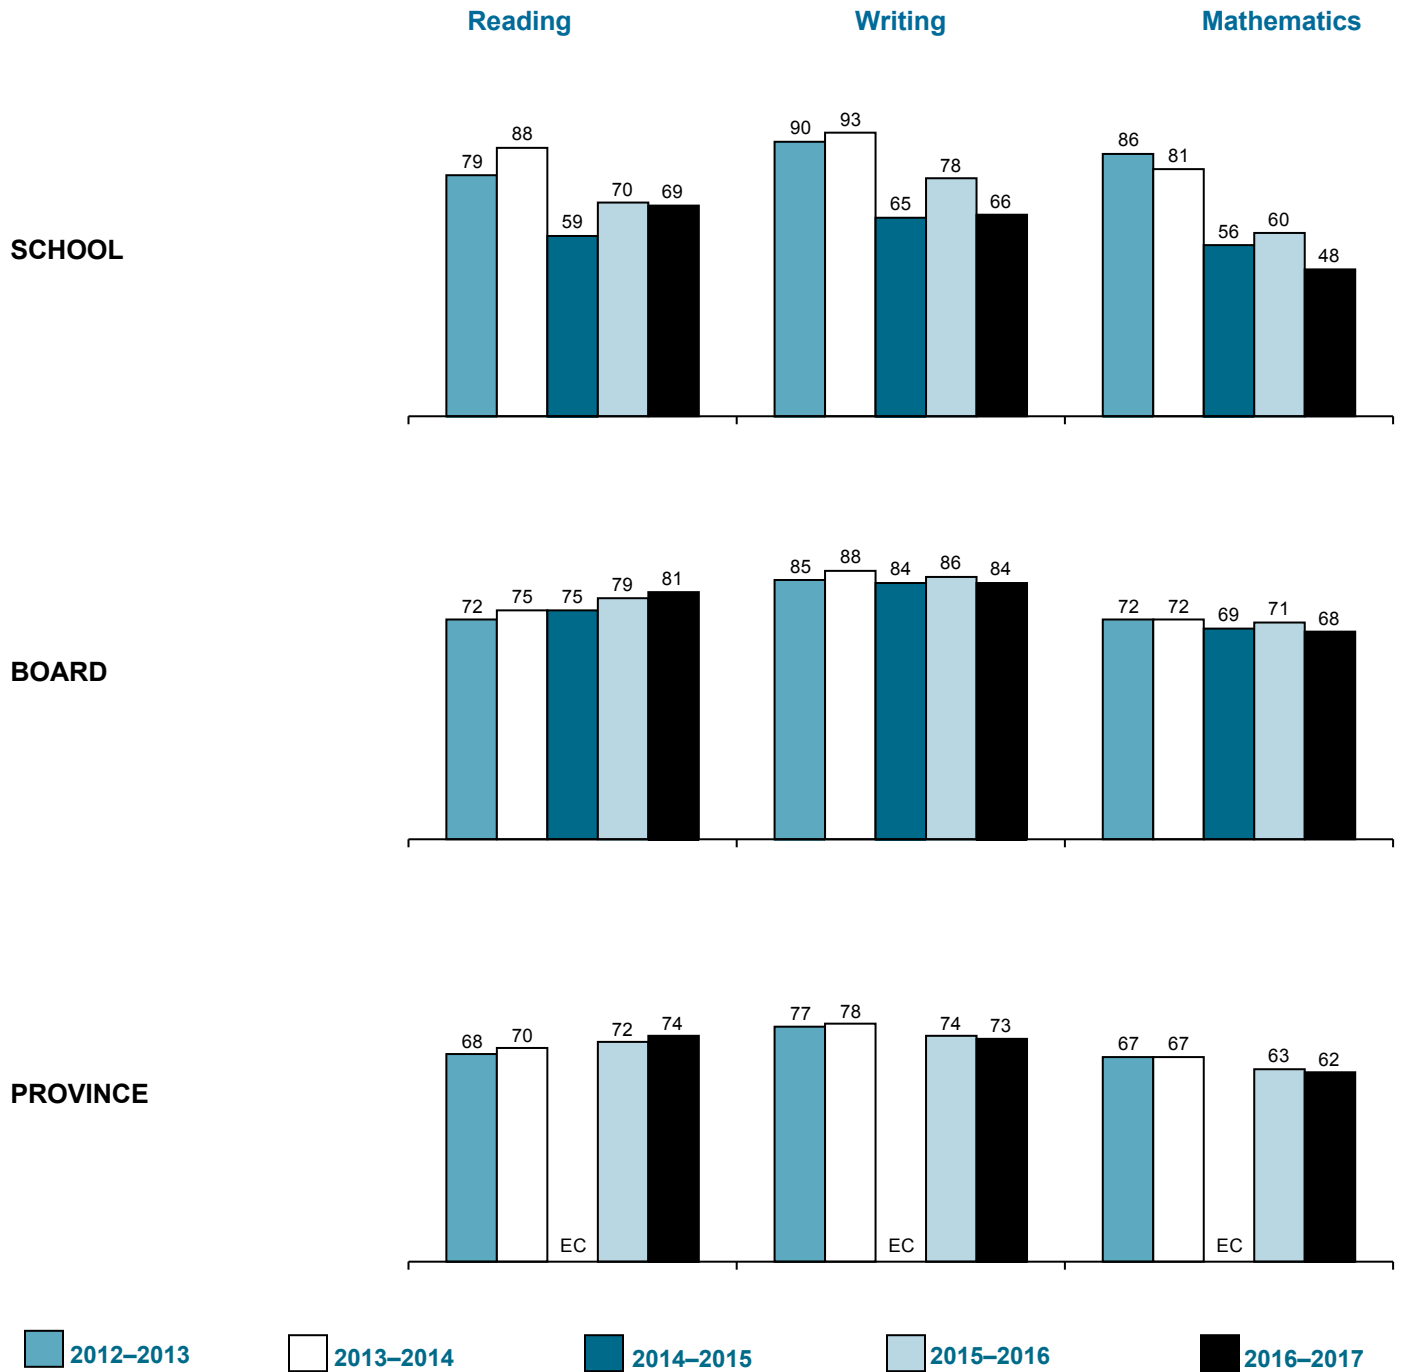 Reading Writing Mathematics
SCHOOL
79 88 59 70 69 90 93 65 78 66 86 81 56 60 48
BOARD
72 75 75 79 81 85 88 84 86 84 72 72 69 71 68
PROVINCE
68 70 EC 72 74 77 78 EC 74 73 67 67 EC 63 62
2012–2013 2013–2014 2014–2015 2015–2016 2016–2017